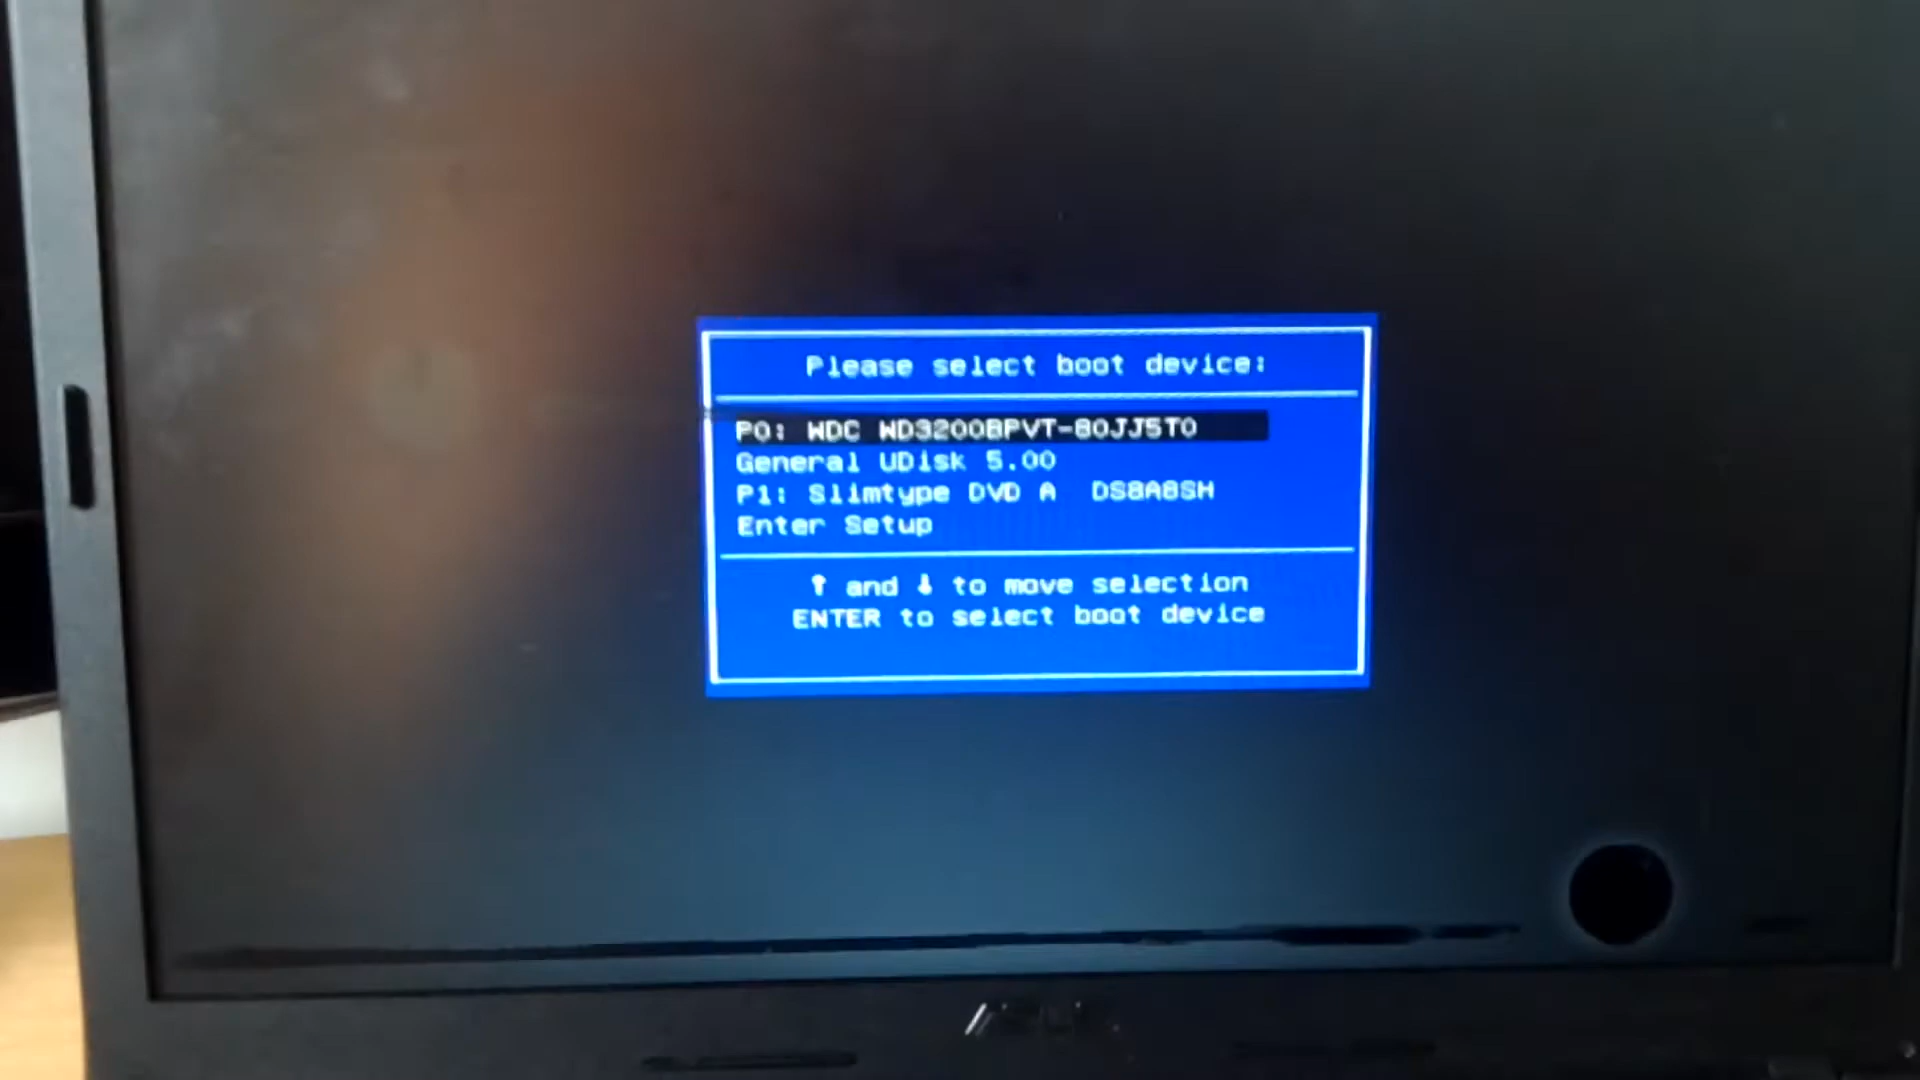 Please select boot device:
P0: WDC WD3200BPVT-80JJ5T0
General UDisk 5.00
P1: Slimtype DVD A DS8A8SH
Enter Setup
↑ and ↓ to move selection
ENTER to select boot device
ASUS